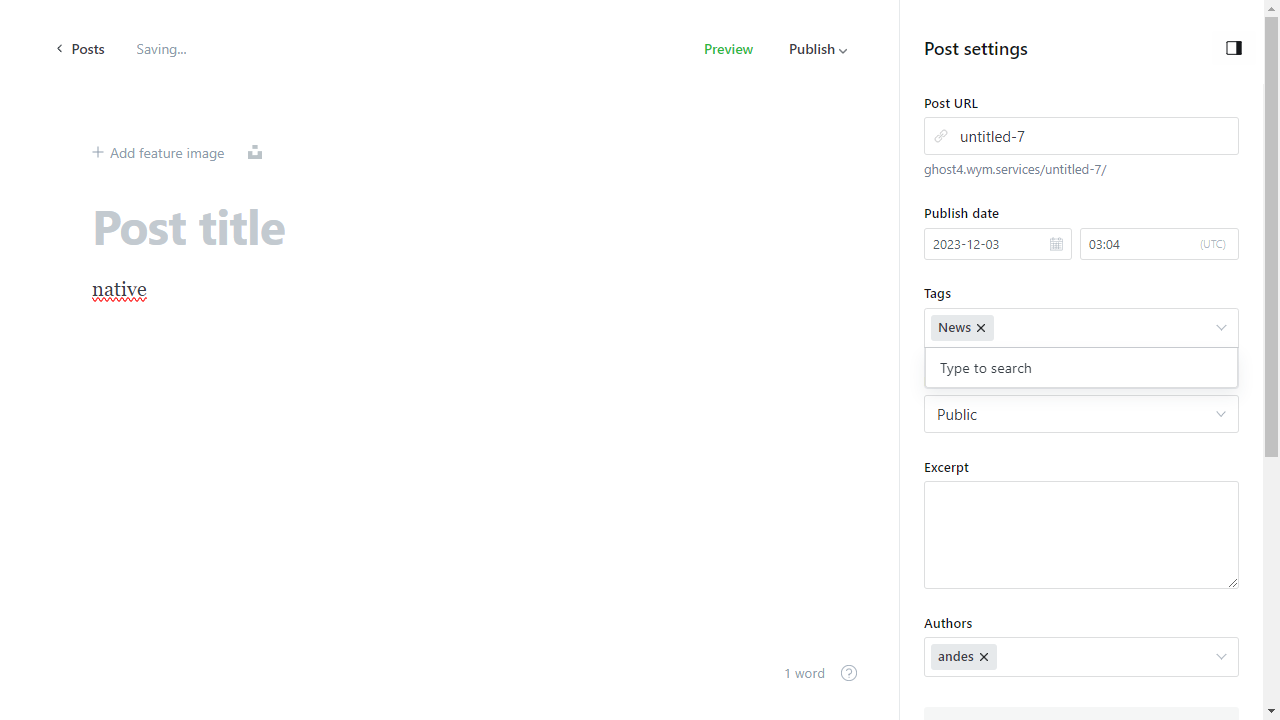 Posts
Saving...
Preview
Publish
Post settings
Post URL
untitled-7
ghost4.wym.services/untitled-7/
Publish date
2023-12-03
03:04
(UTC)
Add feature image
Post title
native
Tags
News
Type to search
Public
Excerpt
Authors
andes
1 word